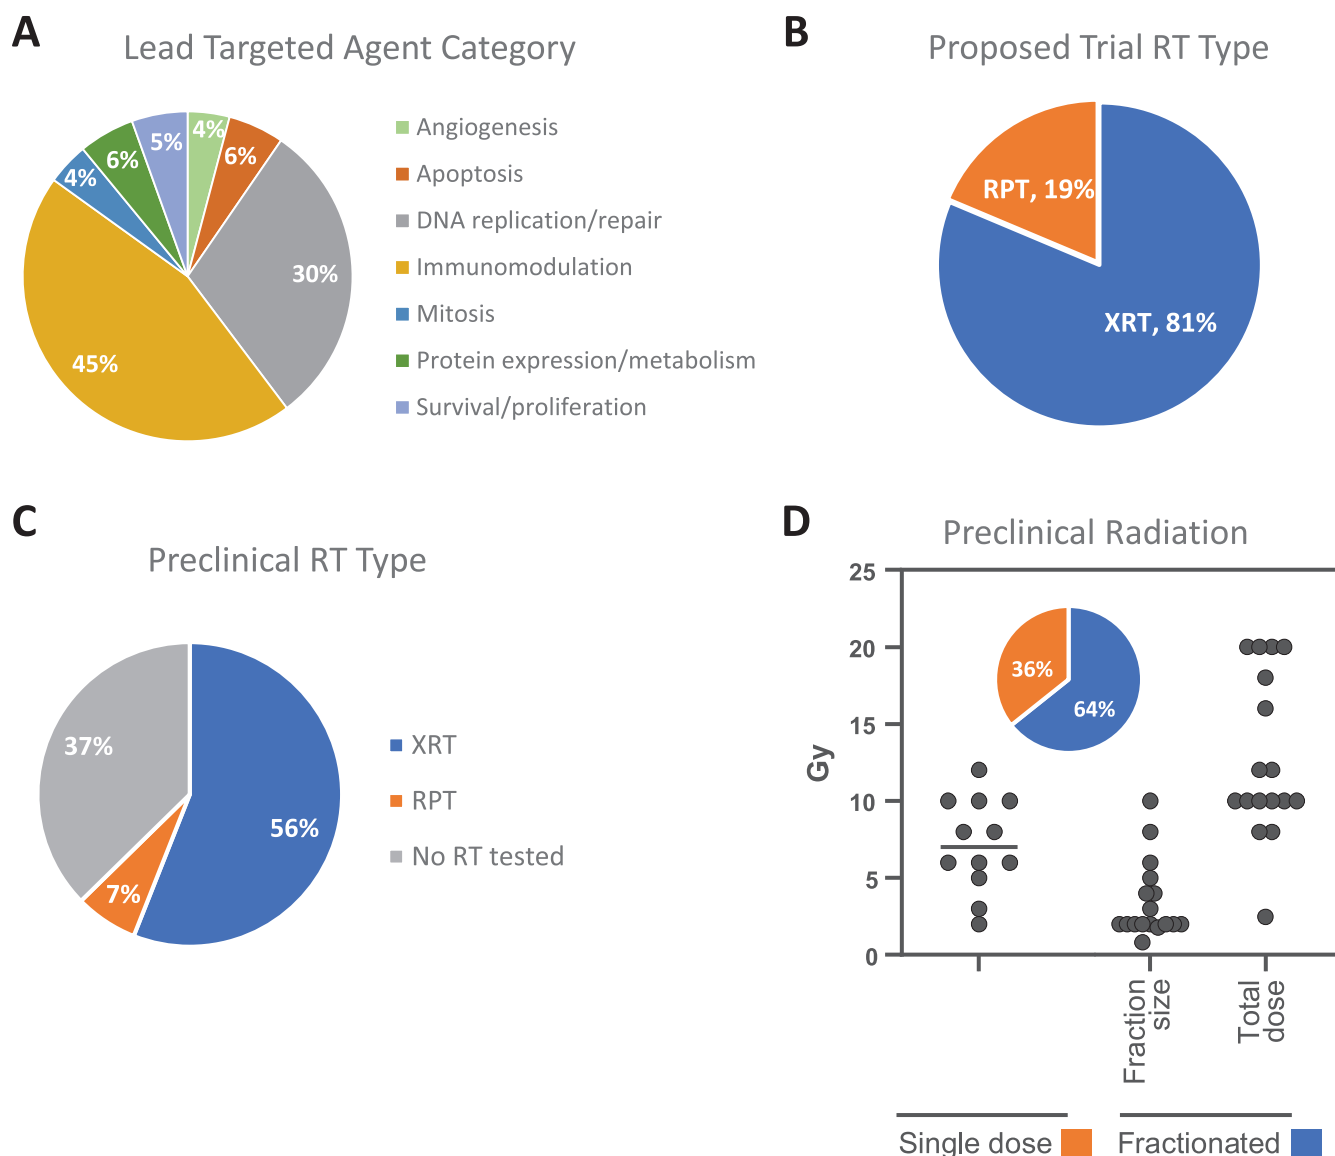 A
Lead Targeted Agent Category
4%
6%
30%
45%
4%
6%
5%
Angiogenesis
Apoptosis
DNA replication/repair
Immunomodulation
Mitosis
Protein expression/metabolism
Survival/proliferation
B
Proposed Trial RT Type
RPT, 19%
XRT, 81%
C
Preclinical RT Type
37%
56%
7%
XRT
RPT
No RT tested
D
Preclinical Radiation
Gy
25
20
15
10
5
0
36%
64%
Fraction
size
Total
dose
Single dose
Fractionated